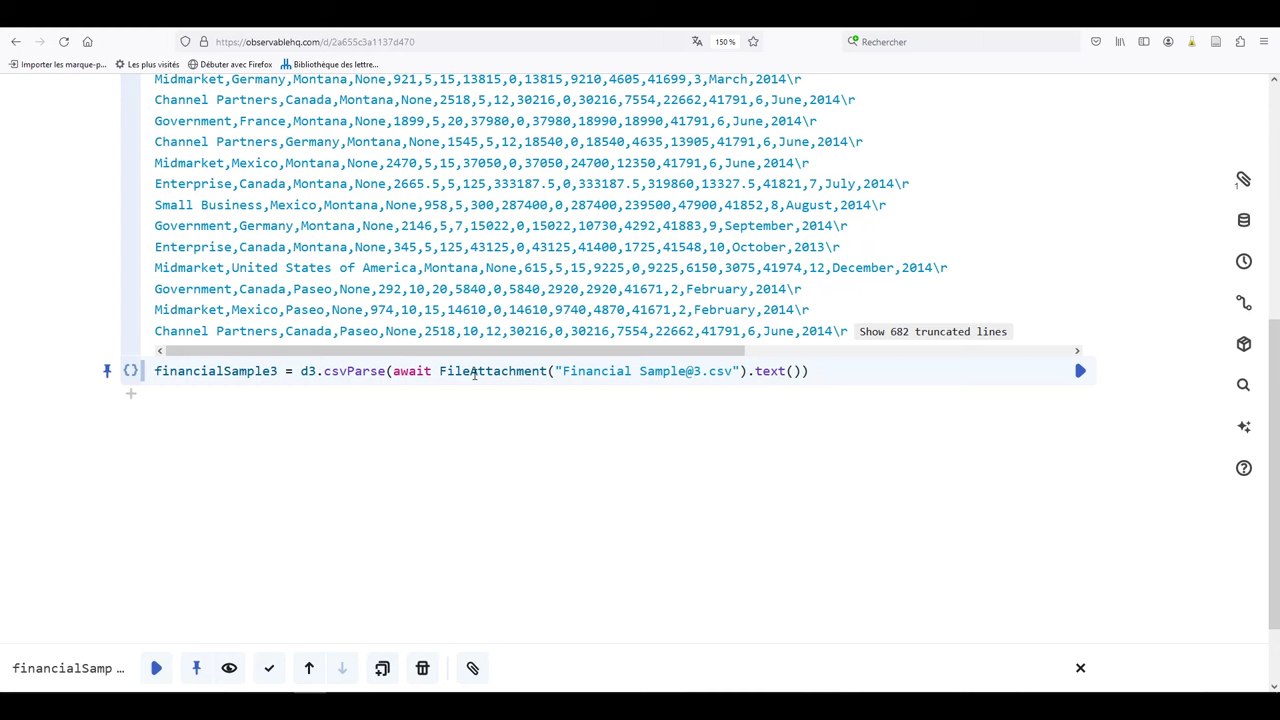 https://observablehq.com/d/2a655c3a1137d470
150 %
Rechercher
Importer les marque-p...
Les plus visités
Débuter avec Firefox
Bibliothèque des lettre...
Midmarket,Germany,Montana,None,921,5,15,13815,0,13815,9210,4605,41699,3,March,2014\r
Channel Partners,Canada,Montana,None,2518,5,12,30216,0,30216,7554,22662,41791,6,June,2014\r
Government,France,Montana,None,1899,5,20,37980,0,37980,18990,18990,41791,6,June,2014\r
Channel Partners,Germany,Montana,None,1545,5,12,18540,0,18540,4635,13905,41791,6,June,2014\r
Midmarket,Mexico,Montana,None,2470,5,15,37050,0,37050,24700,12350,41791,6,June,2014\r
Enterprise,Canada,Montana,None,2665.5,5,125,333187.5,0,333187.5,319860,13327.5,41821,7,July,2014\r
Small Business,Mexico,Montana,None,958,5,300,287400,0,287400,239500,47900,41852,8,August,2014\r
Government,Germany,Montana,None,2146,5,7,15022,0,15022,10730,4292,41883,9,September,2014\r
Enterprise,Canada,Montana,None,345,5,125,43125,0,43125,41400,1725,41548,10,October,2013\r
Midmarket,United States of America,Montana,None,615,5,15,9225,0,9225,6150,3075,41974,12,December,2014\r
Government,Canada,Paseo,None,292,10,20,5840,0,5840,2920,2920,41671,2,February,2014\r
Midmarket,Mexico,Paseo,None,974,10,15,14610,0,14610,9740,4870,41671,2,February,2014\r
Channel Partners,Canada,Paseo,None,2518,10,12,30216,0,30216,7554,22662,41791,6,June,2014\r Show 682 truncated lines
financialSample3 = d3.csvParse(await FileAttachment("Financial Sample@3.csv").text())
financialSamp ...